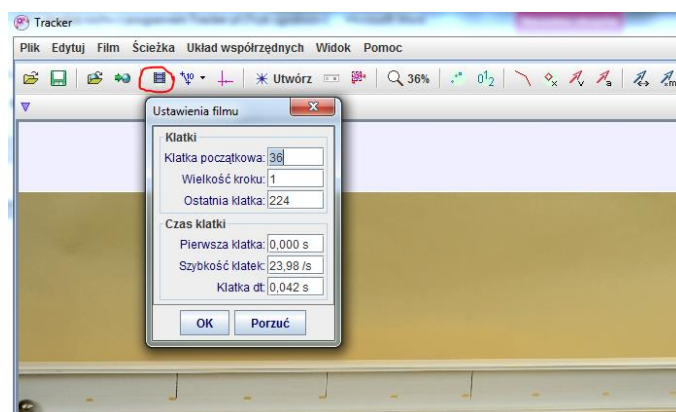 Tracker
Plik Edytuj Film Ścieżka Układ współrzędnych Widok Pomoc
Utwórz 36%
Ustawienia filmu
Klatki
Klatka początkowa: 36
Wielkość kroku: 1
Ostatnia klatka: 224
Czas klatki
Pierwsza klatka: 0,000 s
Szybkość klatek: 23,98 /s
Klatka dt: 0,042 s
OK Porzuć